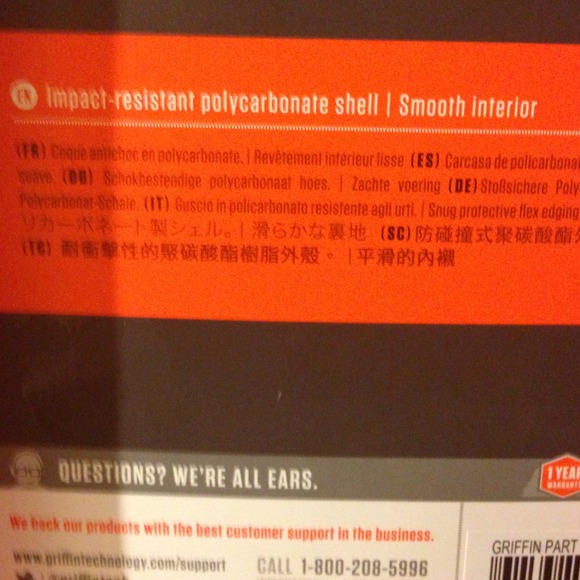 EN Impact-resistant polycarbonate shell | Smooth interior
(FR) Coque antichoc en polycarbonate. | Revêtement intérieur lisse (ES) Carcasa de policarbonat
suave. (DU) Schokbestendige polycarbonaat hoes. | Zachte voering (DE) Stoßsichere Poly
Polycarbonat-Schale. (IT) Guscio in policarbonato resistente agli urti. | Snug protective flex edging
リカーボネート製シェル。| 滑らかな裏地 (SC) 防碰撞式聚碳酸酯外
(TC) 耐衝擊性的聚碳酸酯樹脂外殼。 | 平滑的內襯
QUESTIONS? WE'RE ALL EARS.
1 YEAR
WARRANTY
We back our products with the best customer support in the business.
www.griffintechnology.com/support CALL 1-800-208-5996
GRIFFIN PART